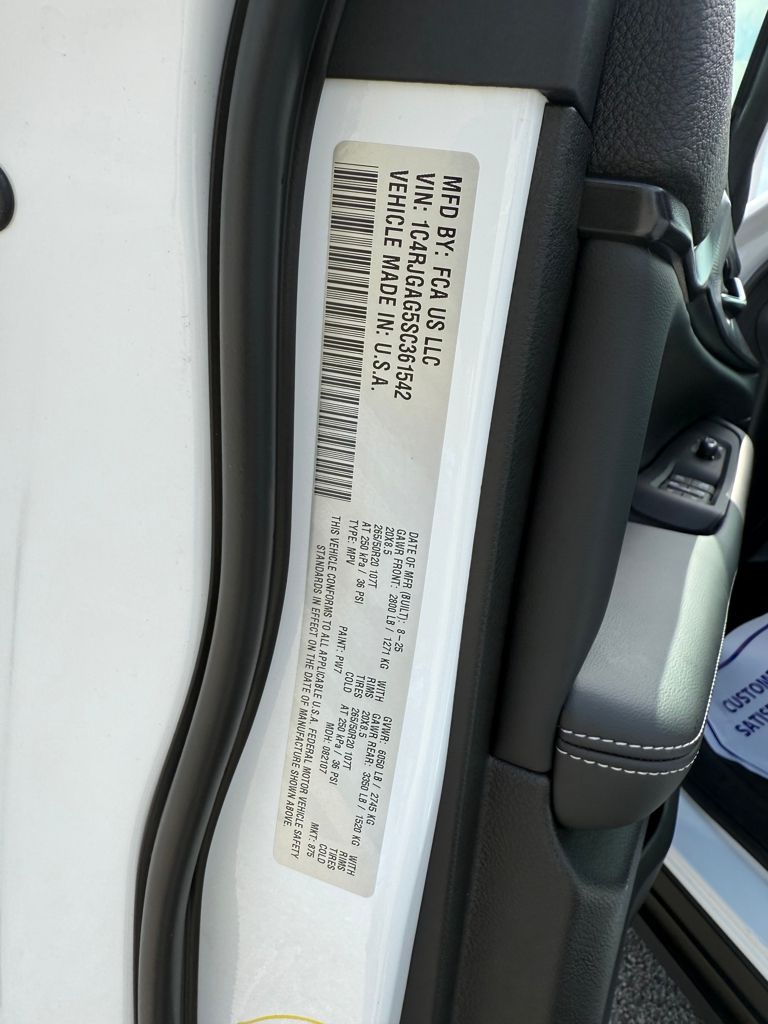 MFD BY: FCA US LLC
VIN: 1C4RJGAG5SC361542
VEHICLE MADE IN: U.S.A.
DATE OF MFR (BUILT): 8-25 GVWR: 6050 LB / 2745 KG
GAWR FRONT: 2800 LB / 1271 KG WITH GAWR REAR: 3350 LB / 1520 KG WITH
20X8.5 RIMS 20X8.5 RIMS
265/50R20 107T TIRES 265/50R20 107T TIRES
AT 250 kPa / 36 PSI COLD AT 250 kPa / 36 PSI COLD
TYPE: MPV PAINT: PW7 MDH: 082107 MKT: 875
THIS VEHICLE CONFORMS TO ALL APPLICABLE U.S.A. FEDERAL MOTOR VEHICLE SAFETY
STANDARDS IN EFFECT ON THE DATE OF MANUFACTURE SHOWN ABOVE.